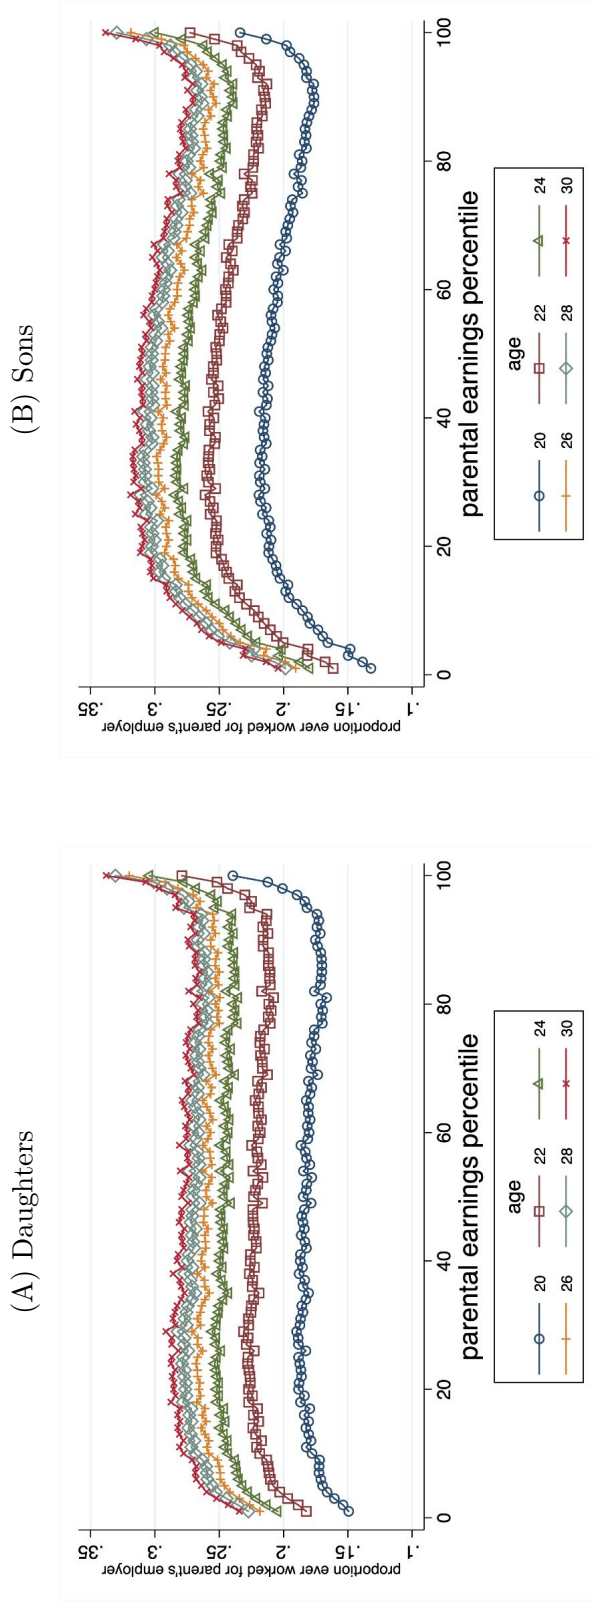 (A) Daughters
proportion ever worked for parent's employer
.35
.3
.25
.2
.15
.1
0 20 40 60 80 100
parental earnings percentile
age
20 22 24
26 28 30
(B) Sons
proportion ever worked for parent's employer
.35
.3
.25
.2
.15
.1
0 20 40 60 80 100
parental earnings percentile
age
20 22 24
26 28 30